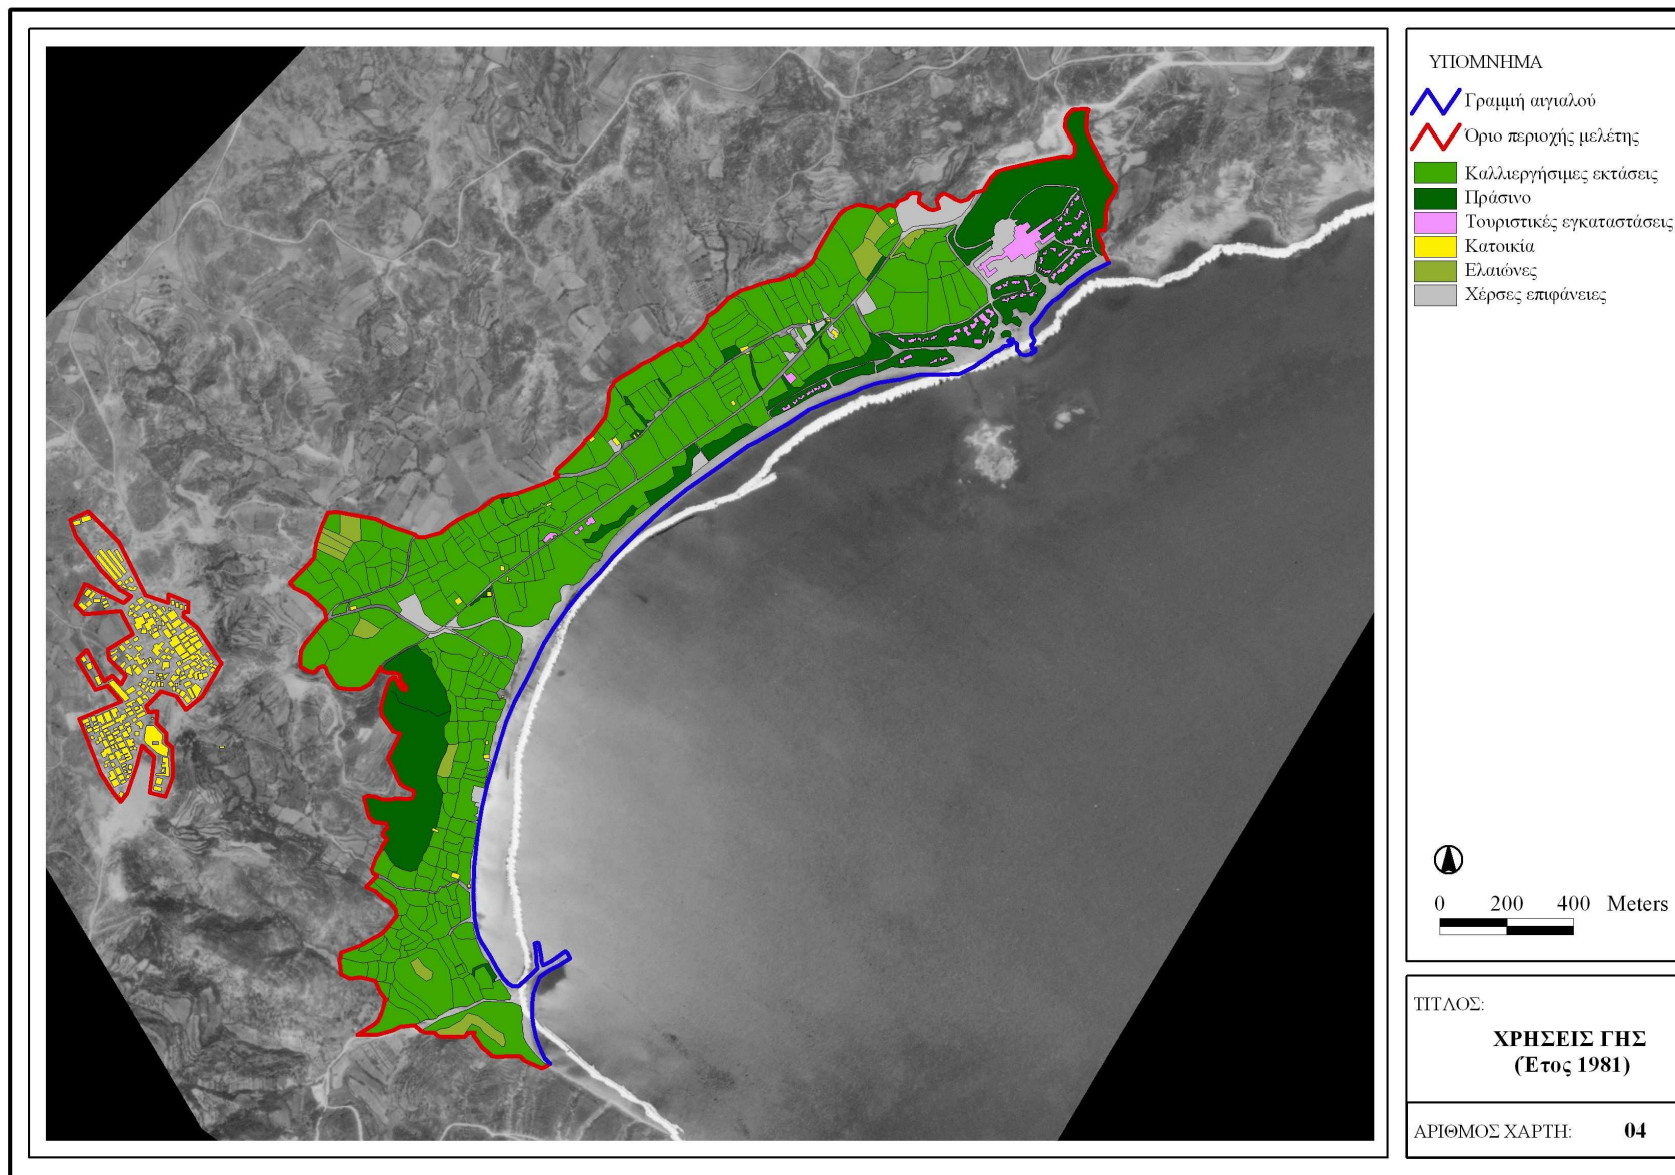 ΥΠΟΜΝΗΜΑ
Γραμμή αιγιαλού
Όριο περιοχής μελέτης
Καλλιεργήσιμες εκτάσεις
Πράσινο
Τουριστικές εγκαταστάσεις
Κατοικία
Ελαιώνες
Χέρσες επιφάνειες
0 200 400 Meters
ΤΙΤΛΟΣ:
ΧΡΗΣΕΙΣ ΓΗΣ
(Έτος 1981)
ΑΡΙΘΜΟΣ ΧΑΡΤΗ: 04